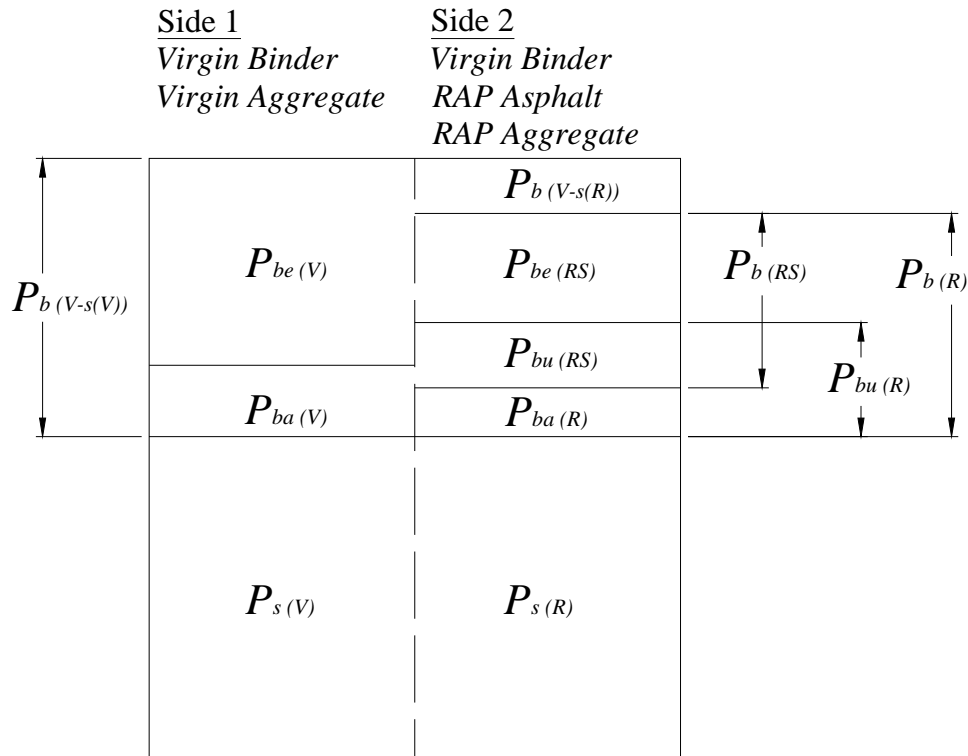 Side 1
Virgin Binder
Virgin Aggregate
Side 2
Virgin Binder
RAP Asphalt
RAP Aggregate
P b (V-s(V))
P be (V)
P ba (V)
P s (V)
P b (V-s(R))
P be (RS)
P bu (RS)
P ba (R)
P s (R)
P b (RS)
P bu (R)
P b (R)